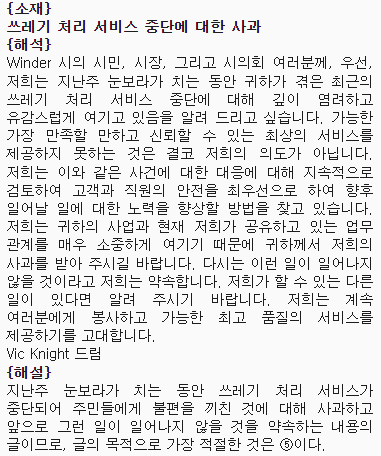 {소재}
쓰레기 처리 서비스 중단에 대한 사과
{해석}
Winder 시의 시민, 시장, 그리고 시의회 여러분께, 우선,
저희는 지난주 눈보라가 치는 동안 귀하가 겪은 최근의
쓰레기 처리 서비스 중단에 대해 깊이 염려하고
유감스럽게 여기고 있음을 알려 드리고 싶습니다. 가능한
가장 만족할 만하고 신뢰할 수 있는 최상의 서비스를
제공하지 못하는 것은 결코 저희의 의도가 아닙니다.
저희는 이와 같은 사건에 대한 대응에 대해 지속적으로
검토하여 고객과 직원의 안전을 최우선으로 하여 향후
일어날 일에 대한 노력을 향상할 방법을 찾고 있습니다.
저희는 귀하의 사업과 현재 저희가 공유하고 있는 업무
관계를 매우 소중하게 여기기 때문에 귀하께서 저희의
사과를 받아 주시길 바랍니다. 다시는 이런 일이 일어나지
않을 것이라고 저희는 약속합니다. 저희가 할 수 있는 다른
일이 있다면 알려 주시기 바랍니다. 저희는 계속
여러분에게 봉사하고 가능한 최고 품질의 서비스를
제공하기를 고대합니다.
Vic Knight 드림
{해설}
지난주 눈보라가 치는 동안 쓰레기 처리 서비스가
중단되어 주민들에게 불편을 끼친 것에 대해 사과하고
앞으로 그런 일이 일어나지 않을 것을 약속하는 내용의
글이므로, 글의 목적으로 가장 적절한 것은 ⑤이다.